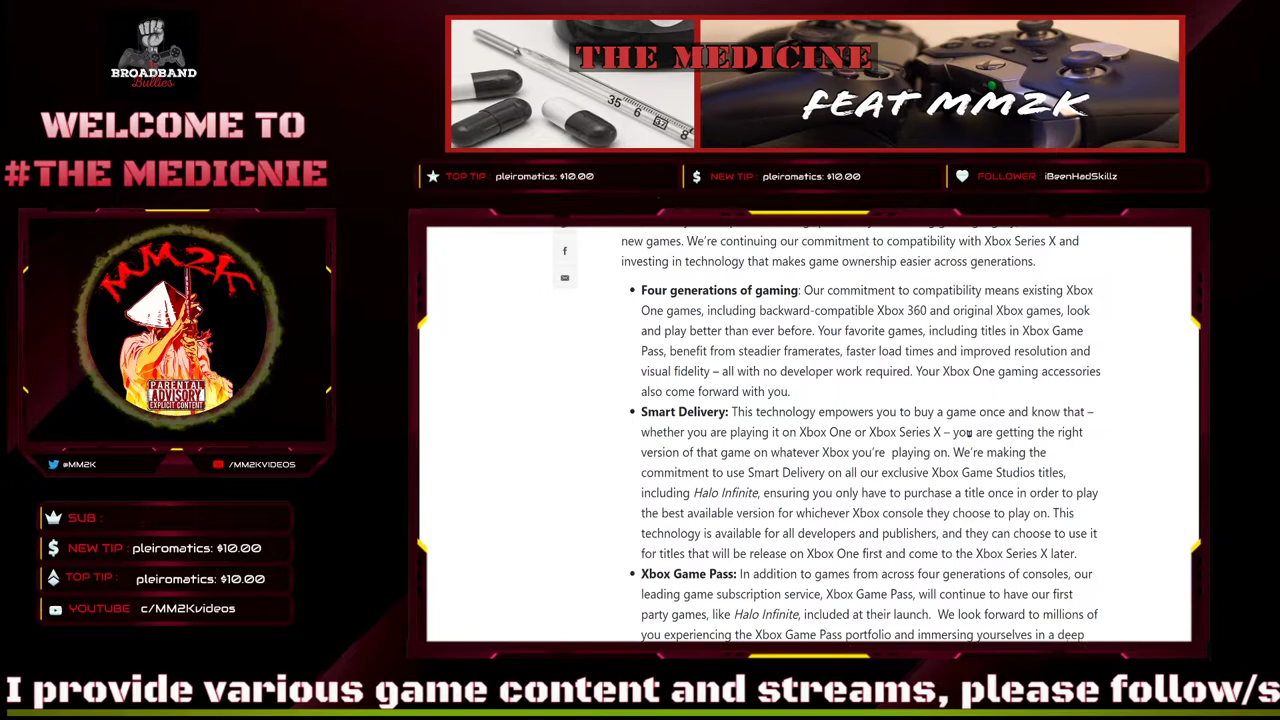 BROADBAND
Bullies
WELCOME TO
#THE MEDICNIE
THE MEDICINE
FEAT MM2K
35
6
37
8
TOP TIP : pleiromatics: $10.00
NEW TIP : pleiromatics: $10.00
FOLLOWER iBeenHadSkillz
MM2K
PARENTAL
ADVISORY
EXPLICIT CONTENT
@MM2K
/MM2KVIDEOS
SUB :
NEW TIP : pleiromatics: $10.00
TOP TIP : pleiromatics: $10.00
YOUTUBE c/MM2Kvideos
new games. We’re continuing our commitment to compatibility with Xbox Series X and
investing in technology that makes game ownership easier across generations.
• Four generations of gaming: Our commitment to compatibility means existing Xbox
One games, including backward-compatible Xbox 360 and original Xbox games, look
and play better than ever before. Your favorite games, including titles in Xbox Game
Pass, benefit from steadier framerates, faster load times and improved resolution and
visual fidelity – all with no developer work required. Your Xbox One gaming accessories
also come forward with you.
• Smart Delivery: This technology empowers you to buy a game once and know that –
whether you are playing it on Xbox One or Xbox Series X – you are getting the right
version of that game on whatever Xbox you’re playing on. We’re making the
commitment to use Smart Delivery on all our exclusive Xbox Game Studios titles,
including Halo Infinite, ensuring you only have to purchase a title once in order to play
the best available version for whichever Xbox console they choose to play on. This
technology is available for all developers and publishers, and they can choose to use it
for titles that will be release on Xbox One first and come to the Xbox Series X later.
• Xbox Game Pass: In addition to games from across four generations of consoles, our
leading game subscription service, Xbox Game Pass, will continue to have our first
party games, like Halo Infinite, included at their launch. We look forward to millions of
you experiencing the Xbox Game Pass portfolio and immersing yourselves in a deep
I provide various game content and streams, please follow/s